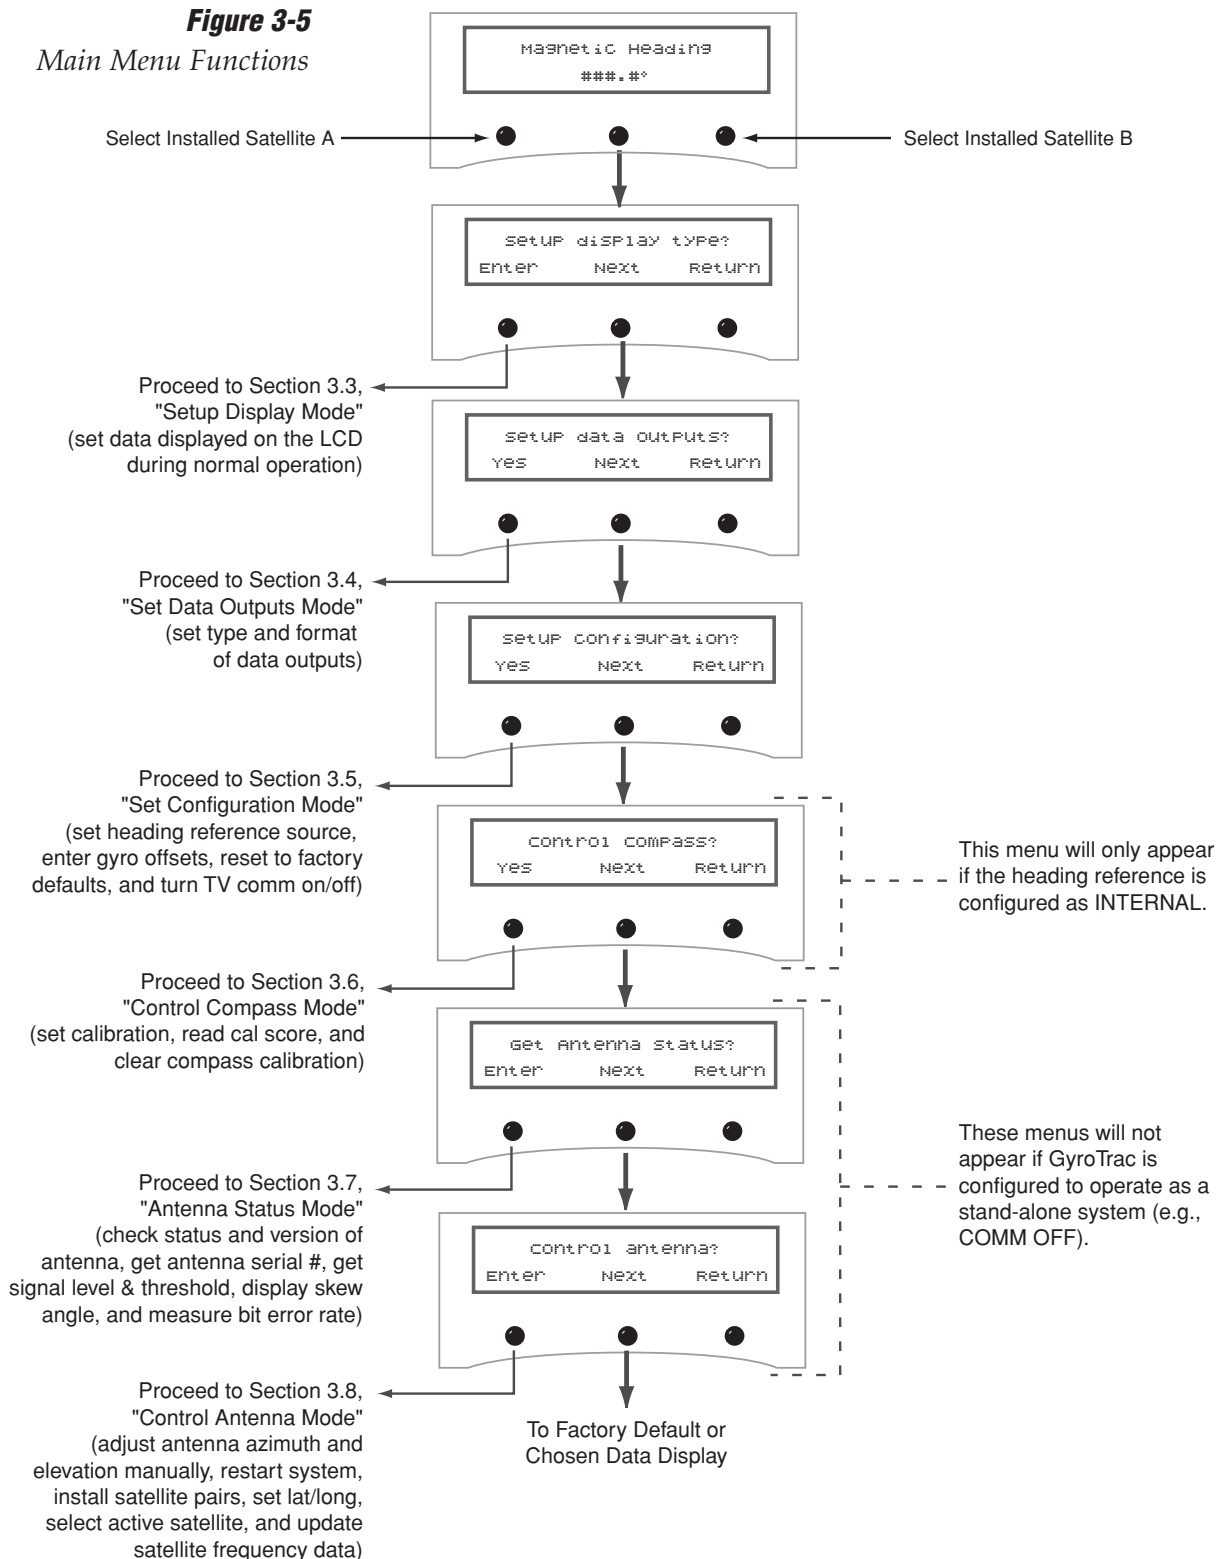 Figure 3-5
Main Menu Functions
Magnetic Heading
###.#°
Select Installed Satellite A
Select Installed Satellite B
Setup display type?
Enter Next Return
Proceed to Section 3.3,
"Setup Display Mode"
(set data displayed on the LCD
during normal operation)
Setup data outputs?
Yes Next Return
Proceed to Section 3.4,
"Set Data Outputs Mode"
(set type and format
of data outputs)
Setup Configuration?
Yes Next Return
Proceed to Section 3.5,
"Set Configuration Mode"
(set heading reference source,
enter gyro offsets, reset to factory
defaults, and turn TV comm on/off)
Control Compass?
Yes Next Return
This menu will only appear
if the heading reference is
configured as INTERNAL.
Proceed to Section 3.6,
"Control Compass Mode"
(set calibration, read cal score, and
clear compass calibration)
Get Antenna Status?
Enter Next Return
These menus will not
appear if GyroTrac is
configured to operate as a
stand-alone system (e.g.,
COMM OFF).
Proceed to Section 3.7,
"Antenna Status Mode"
(check status and version of
antenna, get antenna serial #, get
signal level & threshold, display skew
angle, and measure bit error rate)
Control antenna?
Enter Next Return
Proceed to Section 3.8,
"Control Antenna Mode"
(adjust antenna azimuth and
elevation manually, restart system,
install satellite pairs, set lat/long,
select active satellite, and update
satellite frequency data)
To Factory Default or
Chosen Data Display